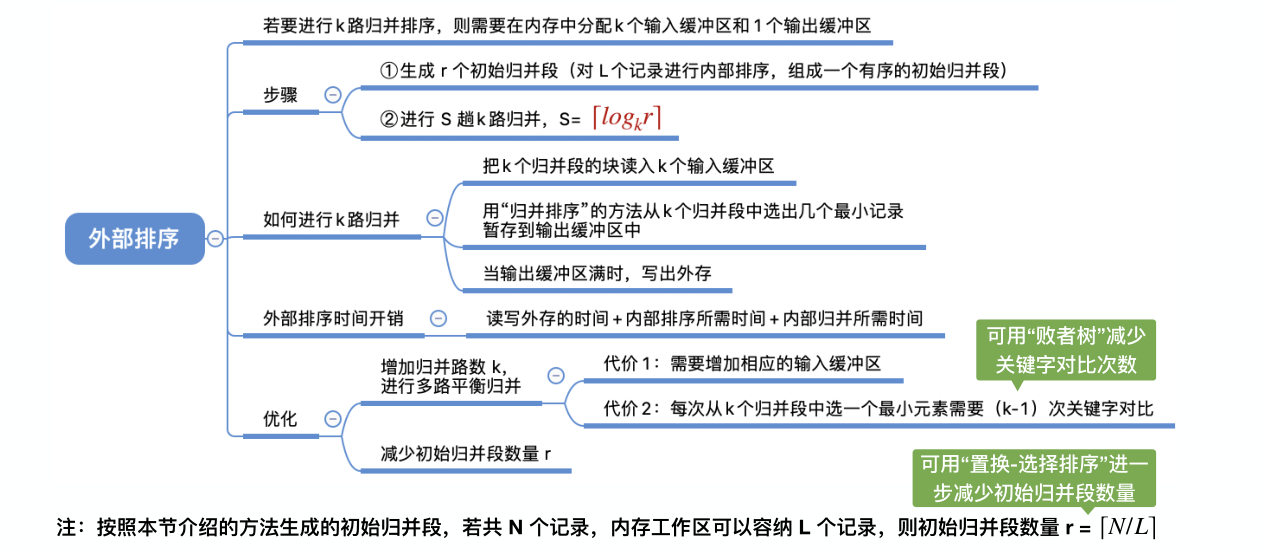 若要进行k路归并排序，则需要在内存中分配k个输入缓冲区和1个输出缓冲区
步骤
①生成 r 个初始归并段（对 L个记录进行内部排序，组成一个有序的初始归并段）
②进行 S 趟k路归并，S= ⌈logₖr⌉
外部排序
如何进行k路归并
把k个归并段的块读入k个输入缓冲区
用“归并排序”的方法从k个归并段中选出几个最小记录
暂存到输出缓冲区中
当输出缓冲区满时，写出外存
外部排序时间开销
读写外存的时间+内部排序所需时间+内部归并所需时间
优化
增加归并路数 k，
进行多路平衡归并
代价1：需要增加相应的输入缓冲区
代价2：每次从k个归并段中选一个最小元素需要（k-1）次关键字对比
可用“败者树”减少
关键字对比次数
减少初始归并段数量 r
可用“置换-选择排序”进一
步减少初始归并段数量
注：按照本节介绍的方法生成的初始归并段，若共 N 个记录，内存工作区可以容纳 L 个记录，则初始归并段数量 r = ⌈N/L⌉